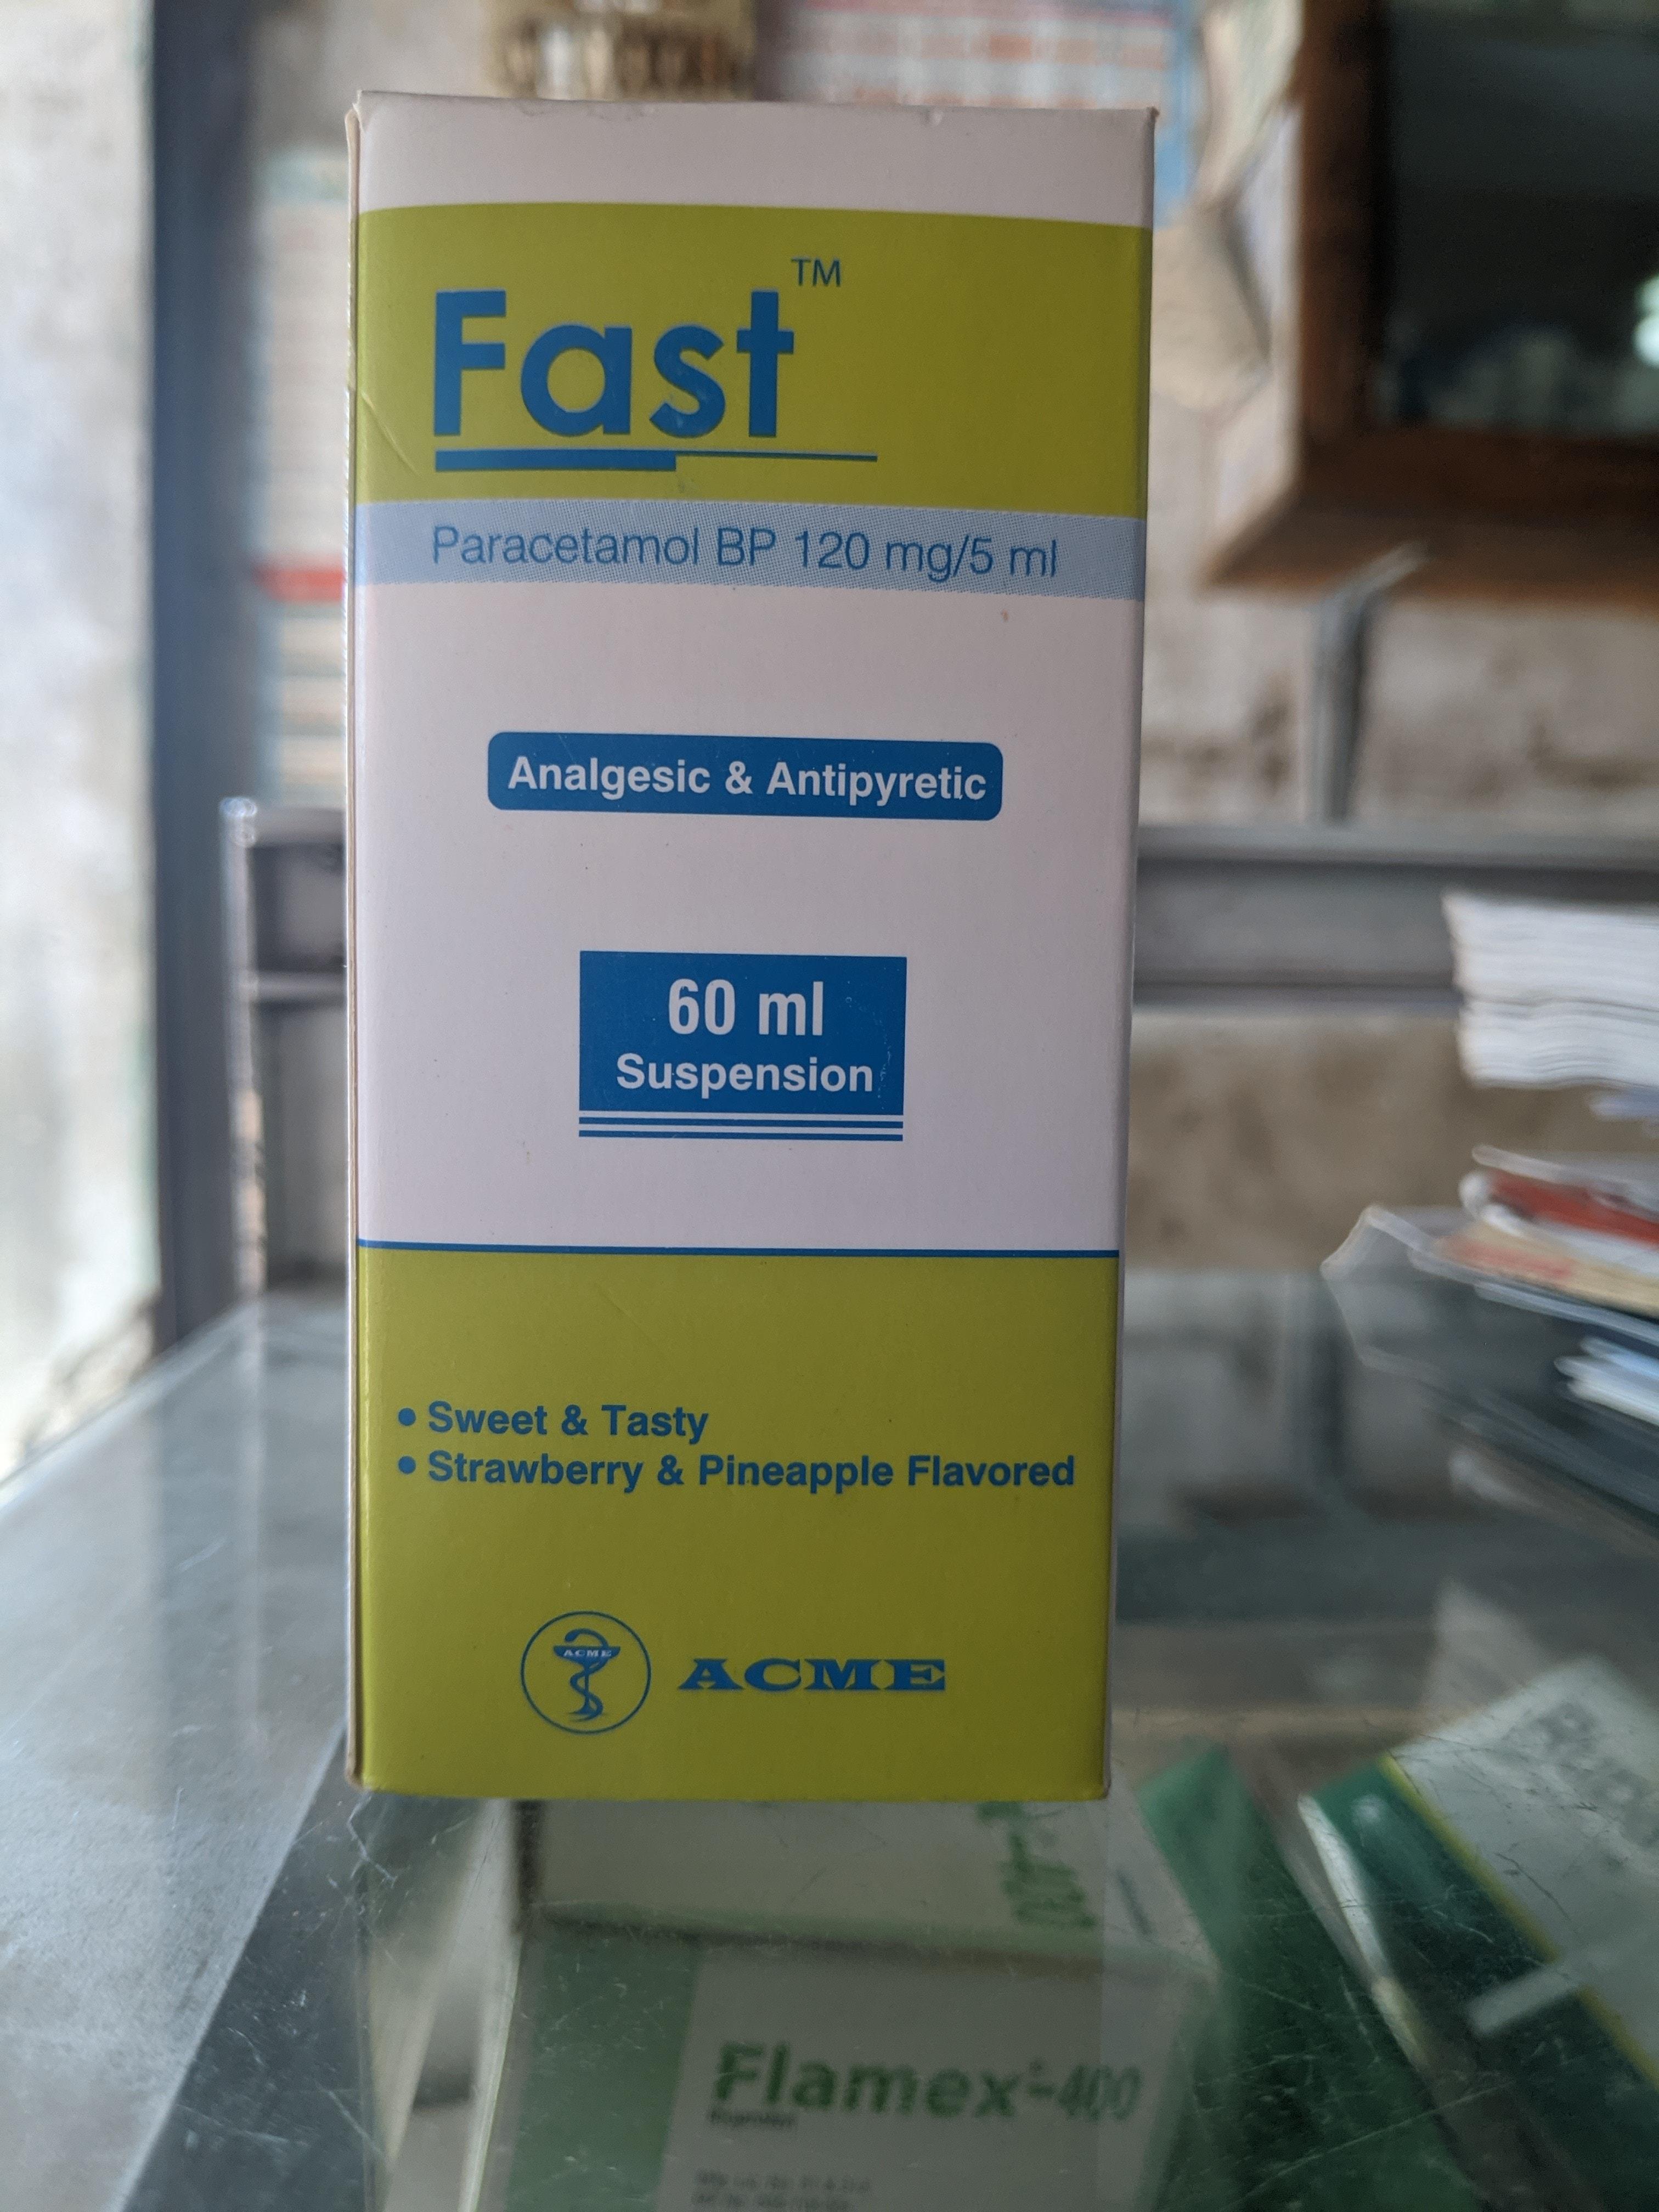 Fast™
Paracetamol BP 120 mg/5 ml
Analgesic & Antipyretic
60 ml
Suspension
• Sweet & Tasty
• Strawberry & Pineapple Flavored
ACME
ACME
Flamex-400